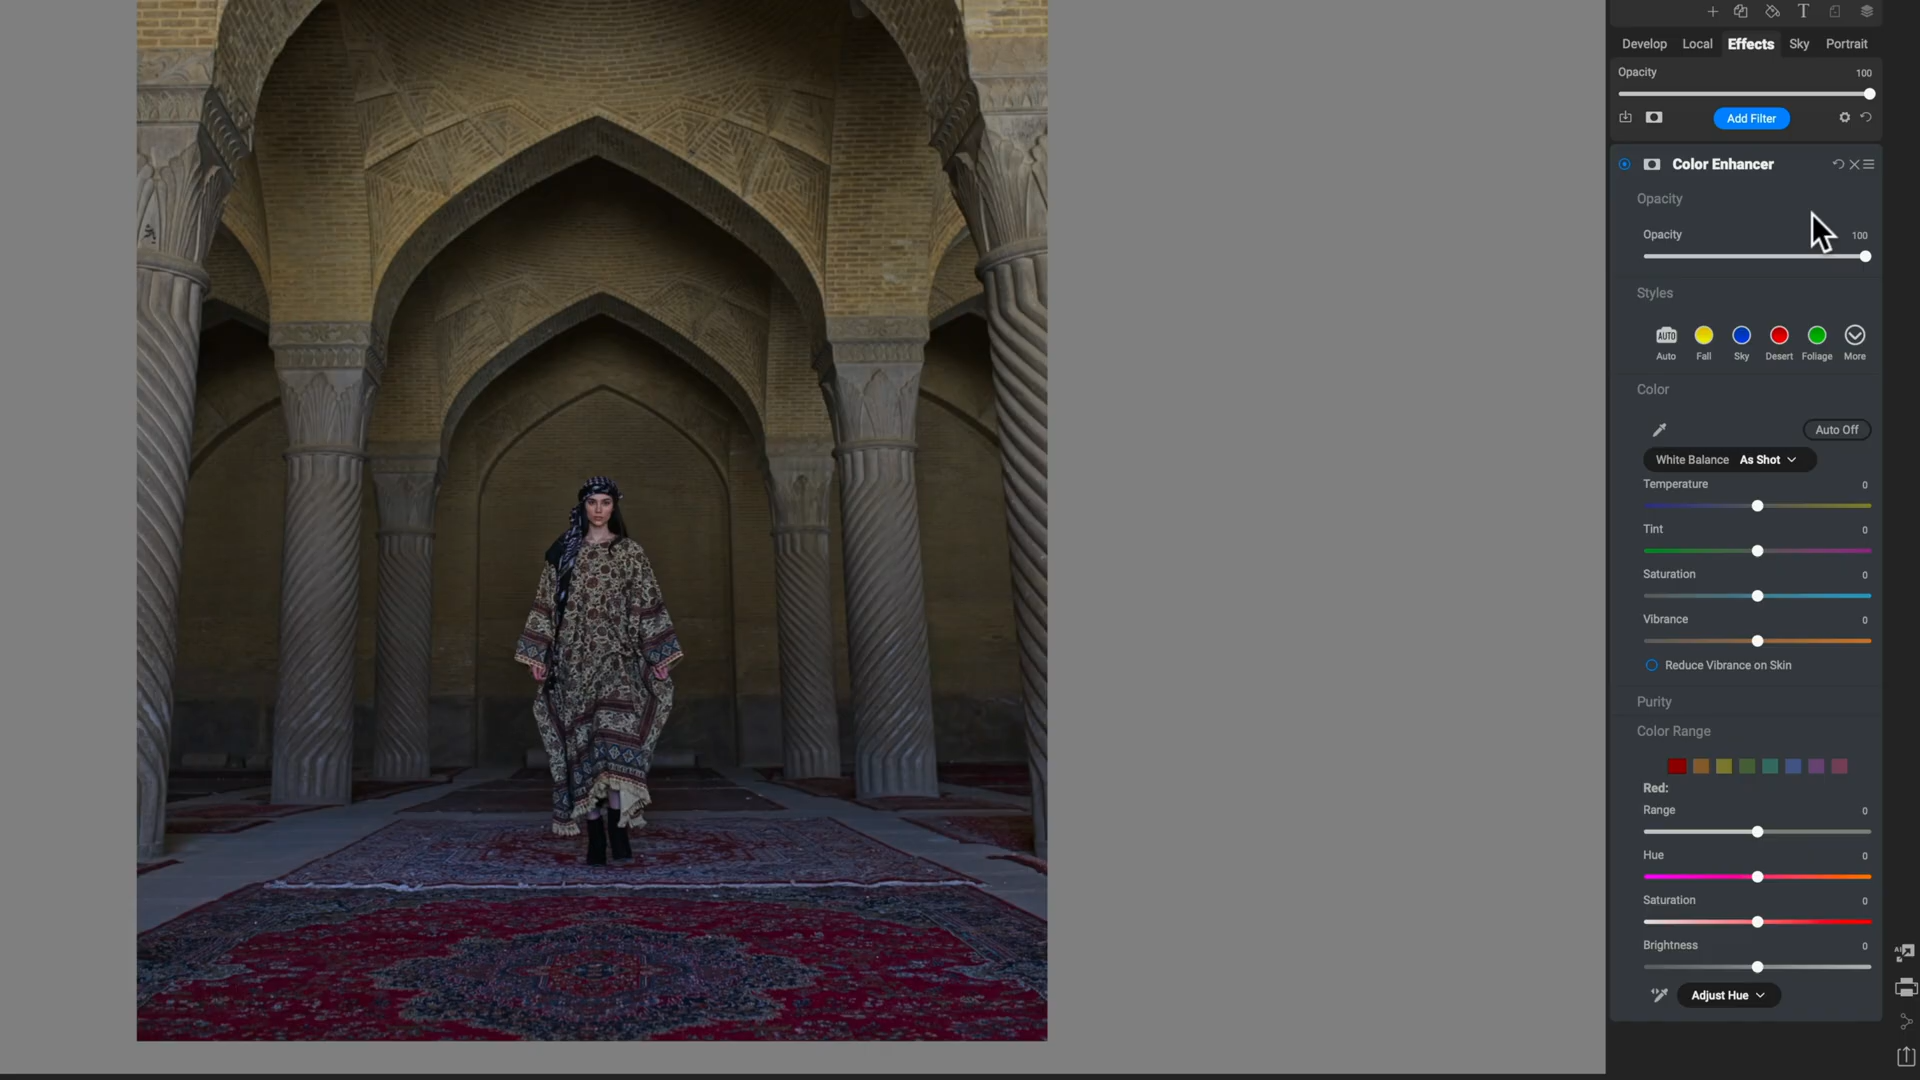 T
Develop Local Effects Sky Portrait
Opacity 100
Add Filter
Color Enhancer
Opacity
Opacity 100
Styles
AUTO
Auto Fall Sky Desert Foliage More
Color
Auto Off
White Balance As Shot
Temperature 0
Tint 0
Saturation 0
Vibrance 0
Reduce Vibrance on Skin
Purity
Color Range
Red:
Range 0
Hue 0
Saturation 0
Brightness 0
Adjust Hue
AI